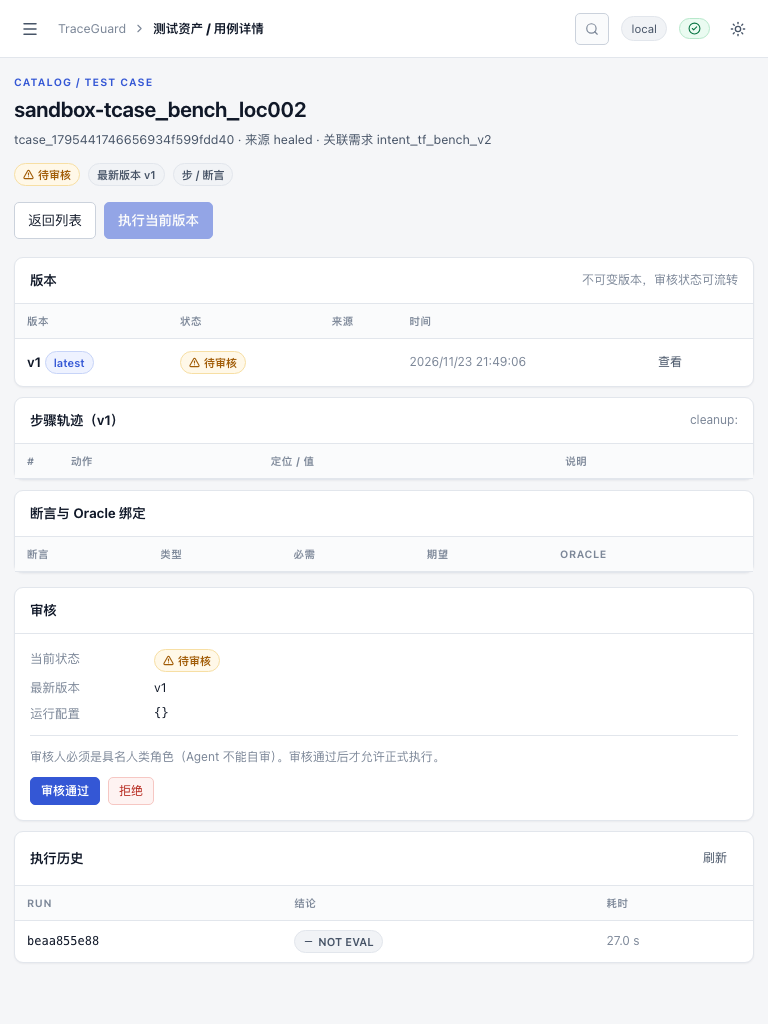 TraceGuard > 测试资产 / 用例详情 local
CATALOG / TEST CASE
sandbox-tcase_bench_loc002
tcase_1795441746656934f599fdd40 · 来源 healed · 关联需求 intent_tf_bench_v2
待审核 最新版本 v1 步 / 断言
返回列表 执行当前版本
版本 不可变版本，审核状态可流转
版本 状态 来源 时间
v1 latest 待审核 2026/11/23 21:49:06 查看
步骤轨迹（v1） cleanup:
# 动作 定位 / 值 说明
断言与 Oracle 绑定
断言 类型 必需 期望 ORACLE
审核
当前状态 待审核
最新版本 v1
运行配置 {}
审核人必须是具名人类角色（Agent 不能自审）。审核通过后才允许正式执行。
审核通过 拒绝
执行历史 刷新
RUN 结论 耗时
beaa855e88 — NOT EVAL 27.0 s